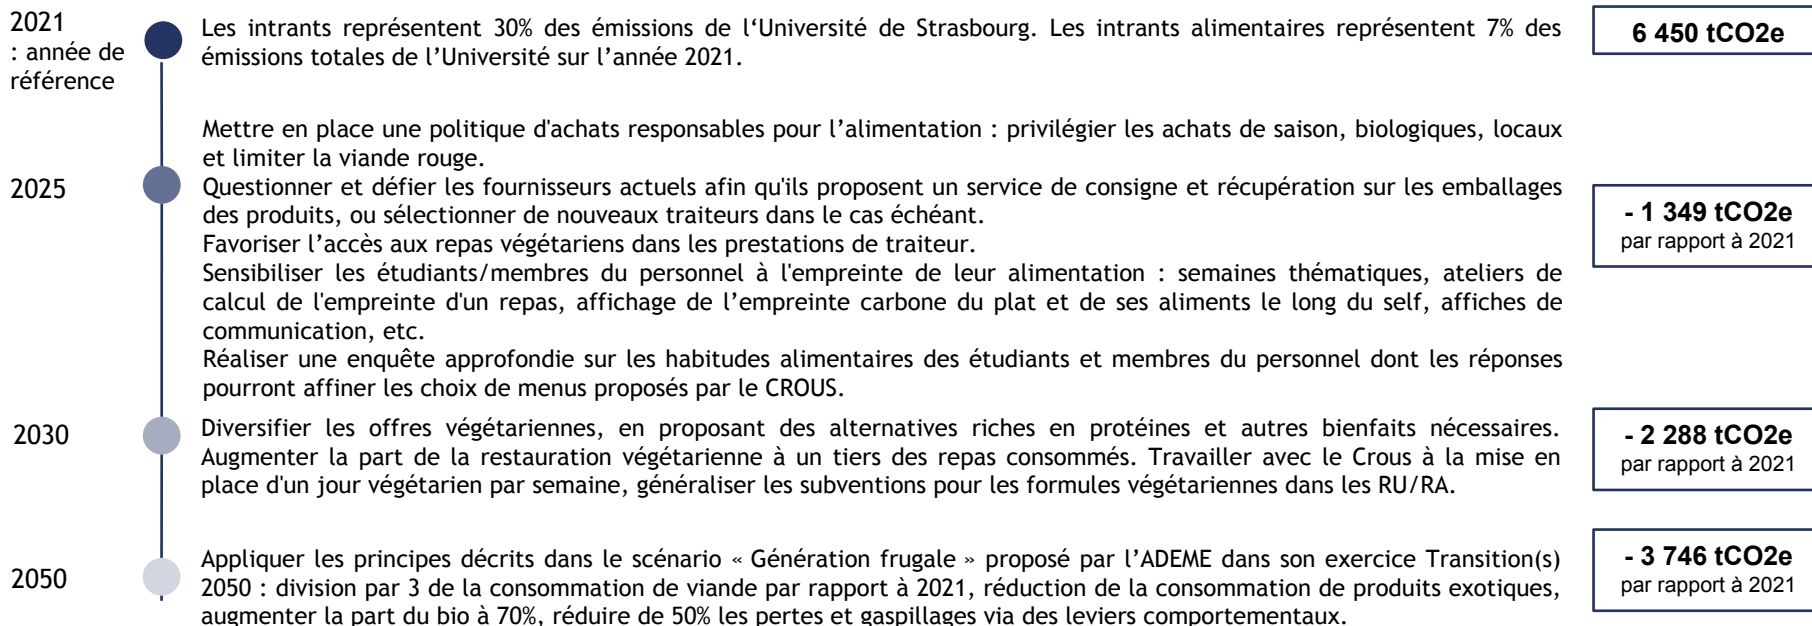 2021
: année de
référence
Les intrants représentent 30% des émissions de l‘Université de Strasbourg. Les intrants alimentaires représentent 7% des
émissions totales de l’Université sur l’année 2021.
6 450 tCO2e
Mettre en place une politique d'achats responsables pour l’alimentation : privilégier les achats de saison, biologiques, locaux
et limiter la viande rouge.
2025
Questionner et défier les fournisseurs actuels afin qu'ils proposent un service de consigne et récupération sur les emballages
des produits, ou sélectionner de nouveaux traiteurs dans le cas échéant.
Favoriser l’accès aux repas végétariens dans les prestations de traiteur.
Sensibiliser les étudiants/membres du personnel à l'empreinte de leur alimentation : semaines thématiques, ateliers de
calcul de l'empreinte d'un repas, affichage de l’empreinte carbone du plat et de ses aliments le long du self, affiches de
communication, etc.
Réaliser une enquête approfondie sur les habitudes alimentaires des étudiants et membres du personnel dont les réponses
pourront affiner les choix de menus proposés par le CROUS.
- 1 349 tCO2e
par rapport à 2021
2030
Diversifier les offres végétariennes, en proposant des alternatives riches en protéines et autres bienfaits nécessaires.
Augmenter la part de la restauration végétarienne à un tiers des repas consommés. Travailler avec le Crous à la mise en
place d'un jour végétarien par semaine, généraliser les subventions pour les formules végétariennes dans les RU/RA.
- 2 288 tCO2e
par rapport à 2021
2050
Appliquer les principes décrits dans le scénario « Génération frugale » proposé par l’ADEME dans son exercice Transition(s)
2050 : division par 3 de la consommation de viande par rapport à 2021, réduction de la consommation de produits exotiques,
augmenter la part du bio à 70%, réduire de 50% les pertes et gaspillages via des leviers comportementaux.
- 3 746 tCO2e
par rapport à 2021